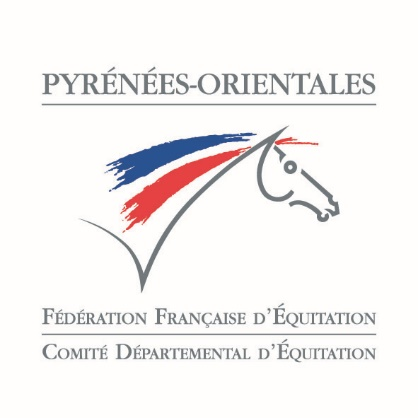 PYRÉNÉES-ORIENTALES
FÉDÉRATION FRANÇAISE D'ÉQUITATION
COMITÉ DÉPARTEMENTAL D'ÉQUITATION